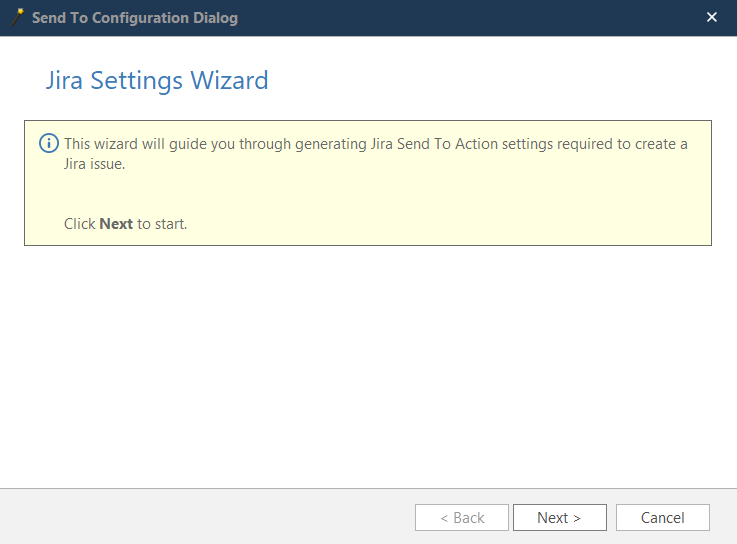 Send To Configuration Dialog
Jira Settings Wizard
This wizard will guide you through generating Jira Send To Action settings required to create a
Jira issue.
Click Next to start.
< Back
Next >
Cancel